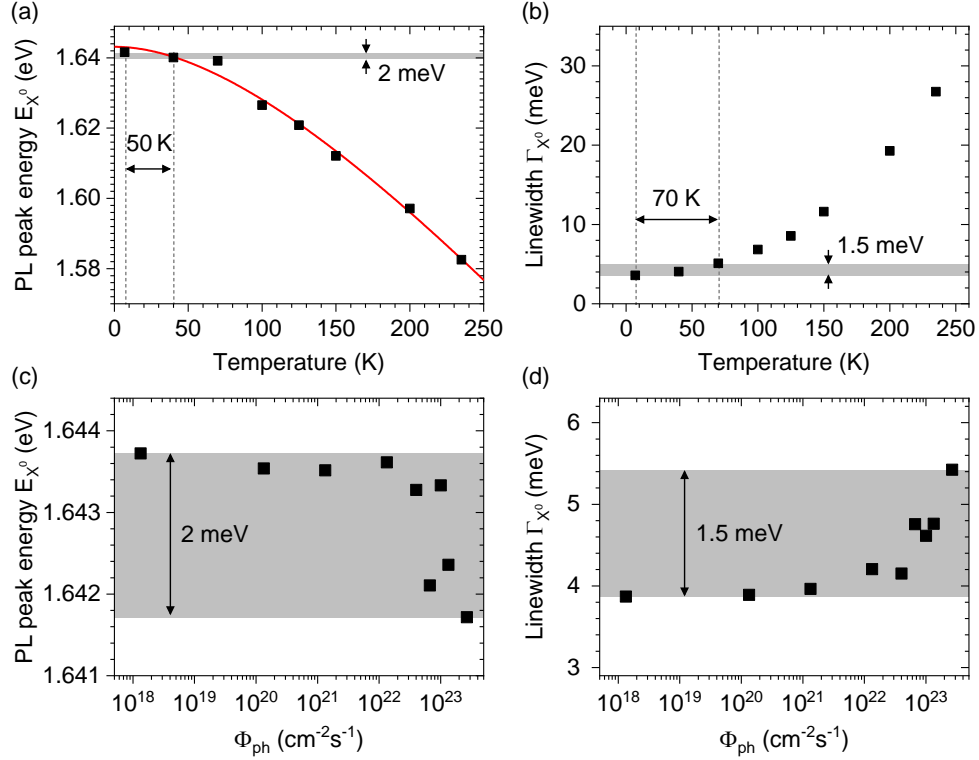 (a)
PL peak energy E_X⁰ (eV)
1.64
1.62
1.60
1.58
2 meV
50 K
0 50 100 150 200 250
Temperature (K)
(b)
Linewidth Γ_X⁰ (meV)
30
20
10
0
70 K
1.5 meV
0 50 100 150 200 250
Temperature (K)
(c)
PL peak energy E_X⁰ (eV)
1.644
1.643
1.642
1.641
2 meV
10¹⁸ 10¹⁹ 10²⁰ 10²¹ 10²² 10²³
Φ_ph (cm⁻²s⁻¹)
(d)
Linewidth Γ_X⁰ (meV)
6
5
4
3
1.5 meV
10¹⁸ 10¹⁹ 10²⁰ 10²¹ 10²² 10²³
Φ_ph (cm⁻²s⁻¹)